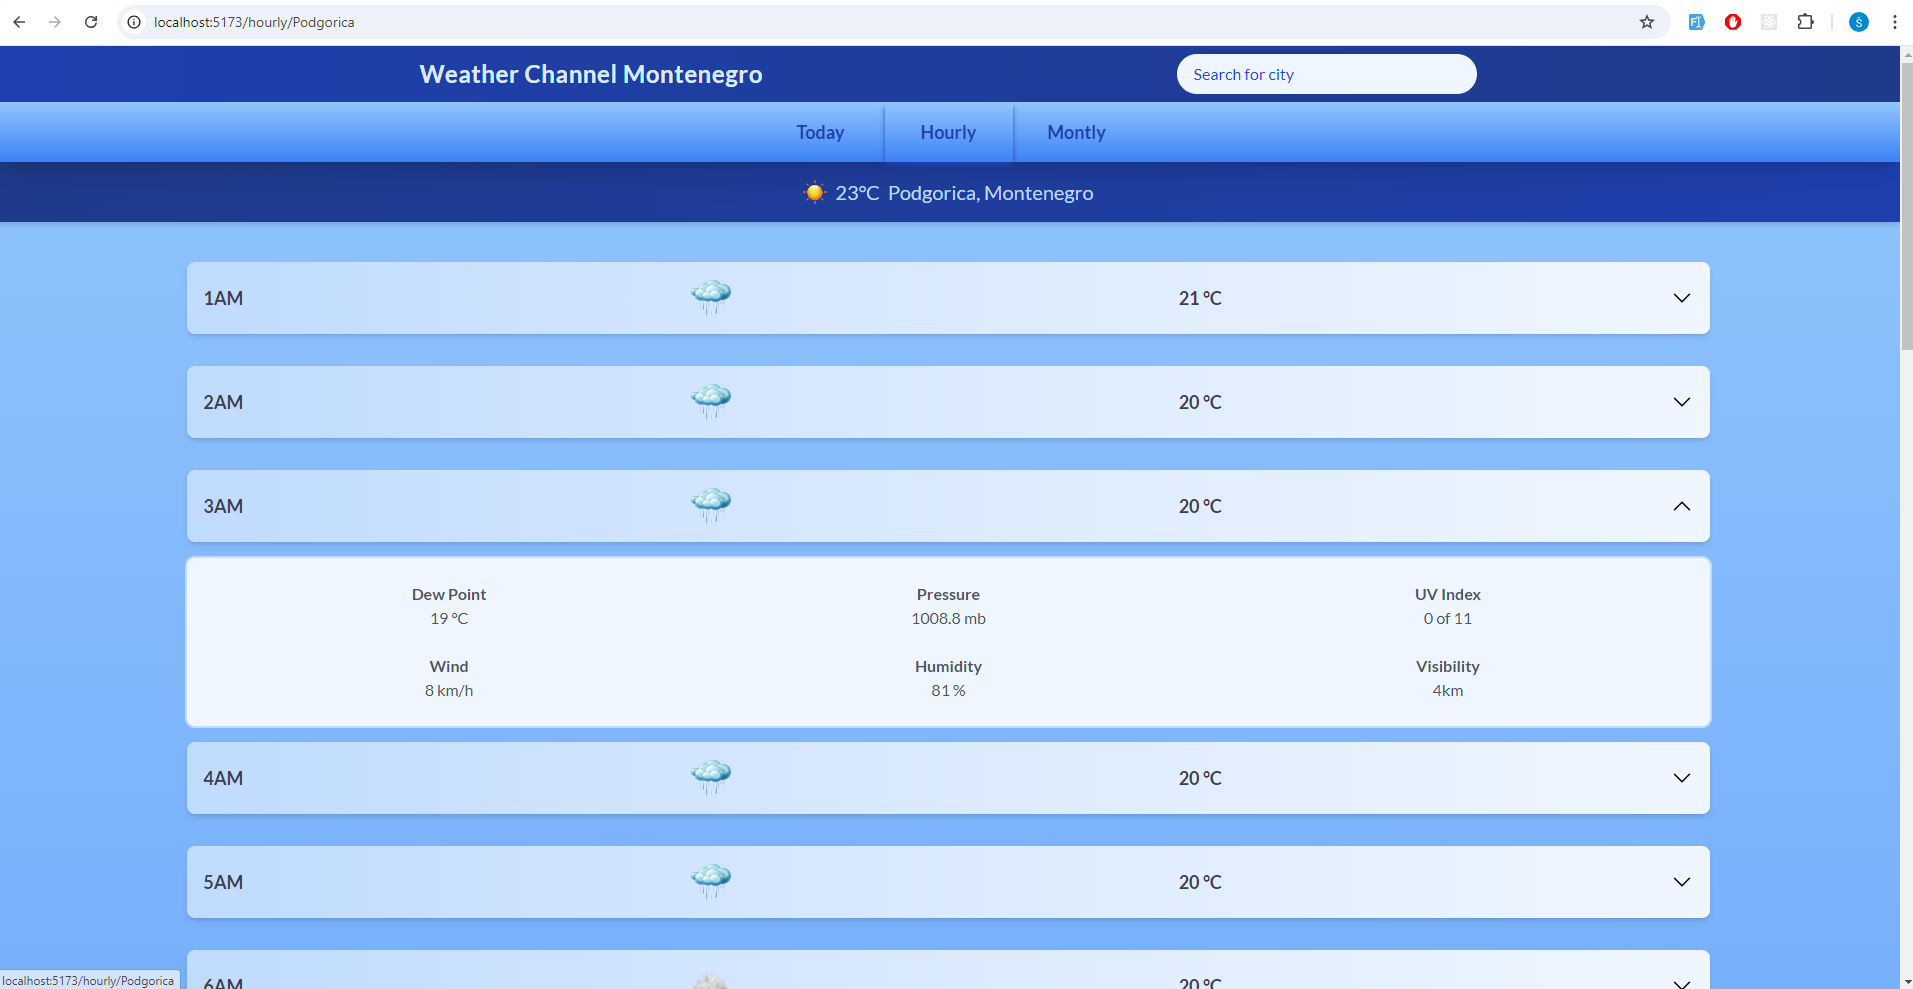 localhost:5173/hourly/Podgorica
Weather Channel Montenegro
Search for city
Today Hourly Montly
23°C Podgorica, Montenegro
1AM 21 °C
2AM 20 °C
3AM 20 °C
Dew Point Pressure UV Index
19 °C 1008.8 mb 0 of 11
Wind Humidity Visibility
8 km/h 81 % 4km
4AM 20 °C
5AM 20 °C
6AM 20 °C
localhost:5173/hourly/Podgorica